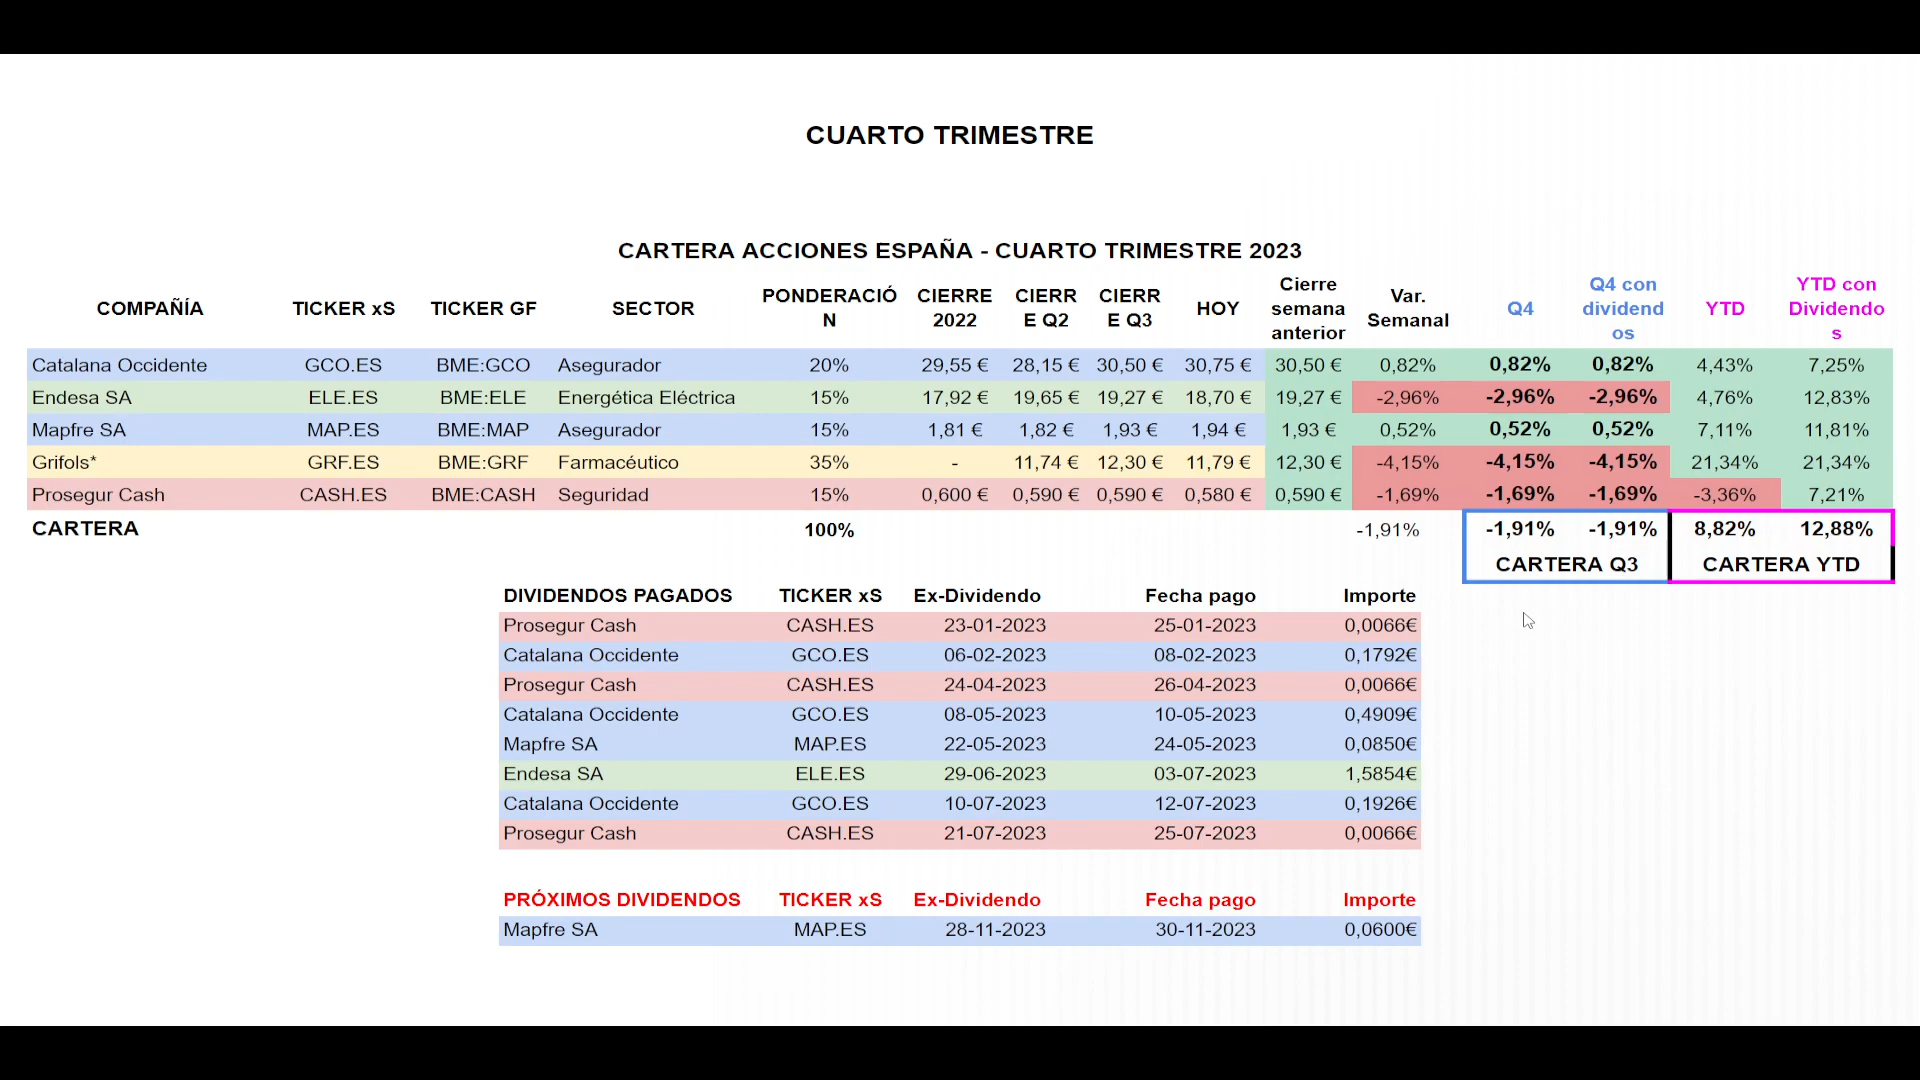 CUARTO TRIMESTRE
CARTERA ACCIONES ESPAÑA - CUARTO TRIMESTRE 2023
COMPAÑÍA TICKER xS TICKER GF SECTOR PONDERACIÓ
N CIERRE
2022 CIERR
E Q2 CIERR
E Q3 HOY Cierre
semana
anterior Var.
Semanal Q4 Q4 con
dividend
os YTD YTD con
Dividendo
s
Catalana Occidente GCO.ES BME:GCO Asegurador 20% 29,55 € 28,15 € 30,50 € 30,75 € 30,50 € 0,82% 0,82% 0,82% 4,43% 7,25%
Endesa SA ELE.ES BME:ELE Energética Eléctrica 15% 17,92 € 19,65 € 19,27 € 18,70 € 19,27 € -2,96% -2,96% -2,96% 4,76% 12,83%
Mapfre SA MAP.ES BME:MAP Asegurador 15% 1,81 € 1,82 € 1,93 € 1,94 € 1,93 € 0,52% 0,52% 0,52% 7,11% 11,81%
Grifols* GRF.ES BME:GRF Farmacéutico 35% - 11,74 € 12,30 € 11,79 € 12,30 € -4,15% -4,15% -4,15% 21,34% 21,34%
Prosegur Cash CASH.ES BME:CASH Seguridad 15% 0,600 € 0,590 € 0,590 € 0,580 € 0,590 € -1,69% -1,69% -1,69% -3,36% 7,21%
CARTERA 100% -1,91% -1,91% -1,91% 8,82% 12,88%
CARTERA Q3 CARTERA YTD
DIVIDENDOS PAGADOS TICKER xS Ex-Dividendo Fecha pago Importe
Prosegur Cash CASH.ES 23-01-2023 25-01-2023 0,0066€
Catalana Occidente GCO.ES 06-02-2023 08-02-2023 0,1792€
Prosegur Cash CASH.ES 24-04-2023 26-04-2023 0,0066€
Catalana Occidente GCO.ES 08-05-2023 10-05-2023 0,4909€
Mapfre SA MAP.ES 22-05-2023 24-05-2023 0,0850€
Endesa SA ELE.ES 29-06-2023 03-07-2023 1,5854€
Catalana Occidente GCO.ES 10-07-2023 12-07-2023 0,1926€
Prosegur Cash CASH.ES 21-07-2023 25-07-2023 0,0066€
PRÓXIMOS DIVIDENDOS TICKER xS Ex-Dividendo Fecha pago Importe
Mapfre SA MAP.ES 28-11-2023 30-11-2023 0,0600€